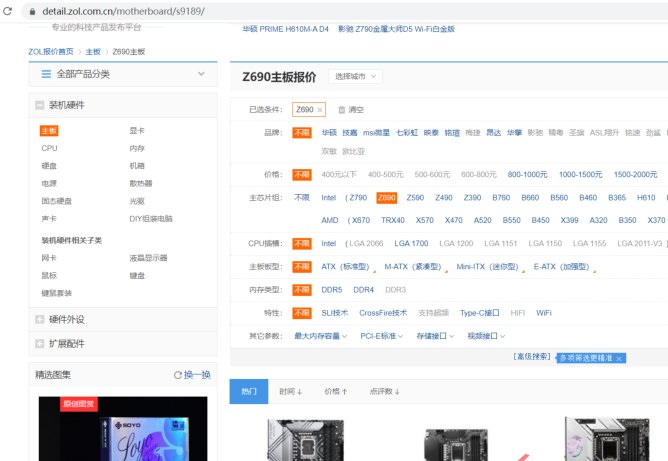 detail.zol.com.cn/motherboard/s9189/
专业的科技产品发布平台
华硕 PRIME H610M-A D4 影驰 Z790金属大师D5 Wi-Fi白金版
ZOL报价首页 > 主板 > Z690主板
全部产品分类
Z690主板报价 选择城市
装机硬件
主板 显卡
CPU 内存
硬盘 机箱
电源 散热器
固态硬盘 光驱
声卡 DIY组装电脑
装机硬件相关子类
网卡 液晶显示器
鼠标 键盘
键鼠套装
硬件外设
扩展配件
精选图集 换一换
原创图赏
SOYO
已选条件: Z690 × 清空
品牌: 不限 华硕 技嘉 msi微星 七彩虹 映泰 铭瑄 梅捷 昂达 华擎 影驰 精粤 圣旗 ASL翔升 铭速 劲鲨
双敏 欧比亚
价格: 不限 400元以下 400-500元 500-600元 600-800元 800-1000元 1000-1500元 1500-2000元
主芯片组: 不限 Intel ( Z790 Z690 Z590 Z490 Z390 B760 B660 B560 B460 B365 H610
AMD ( X670 TRX40 X570 X470 A520 B550 B450 X399 A320 B350 X370
CPU插槽: 不限 Intel ( LGA 2066 LGA 1700 LGA 1200 LGA 1151 LGA 1150 LGA 1155 LGA 2011-V3
主板板型: 不限 ATX (标准型) M-ATX (紧凑型) Mini-ITX (迷你型) E-ATX (加强型)
内存类型: 不限 DDR5 DDR4 DDR3
特性: 不限 SLI技术 CrossFire技术 支持超频 Type-C接口 HIFI WiFi
其它参数: 最大内存容量 PCI-E标准 存储接口 视频接口
[高级搜索] 多项筛选更精准 ×
热门 时间↓ 价格↑ 点评数↓